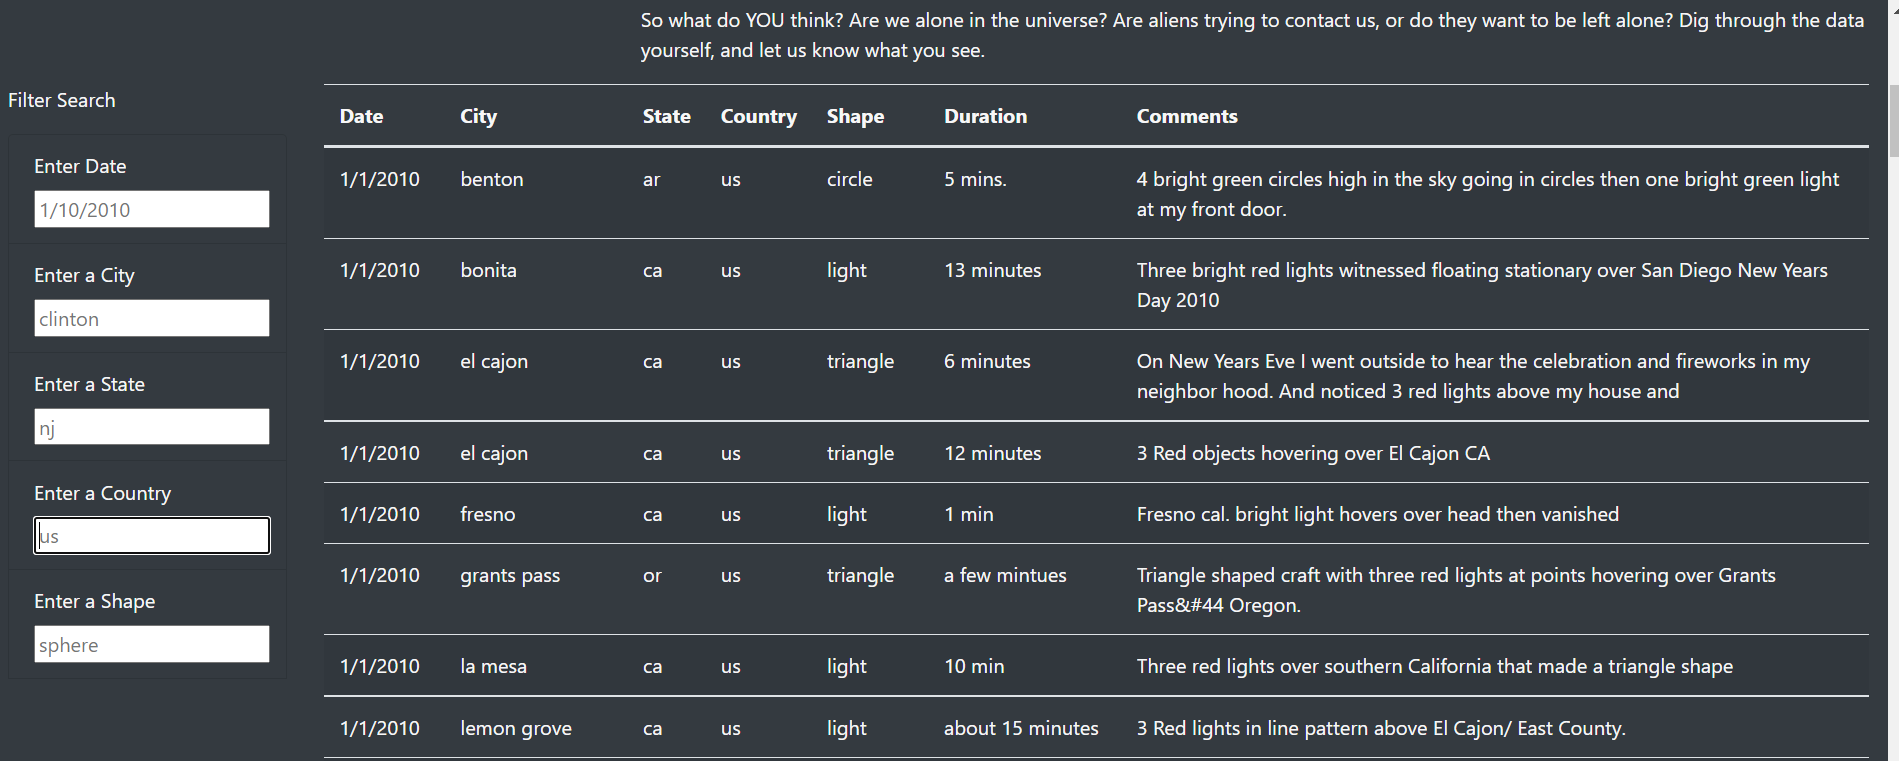 So what do YOU think? Are we alone in the universe? Are aliens trying to contact us, or do they want to be left alone? Dig through the data
yourself, and let us know what you see.
Filter Search
Enter Date
1/10/2010
Enter a City
clinton
Enter a State
nj
Enter a Country
us
Enter a Shape
sphere
Date City State Country Shape Duration Comments
1/1/2010 benton ar us circle 5 mins. 4 bright green circles high in the sky going in circles then one bright green light
at my front door.
1/1/2010 bonita ca us light 13 minutes Three bright red lights witnessed floating stationary over San Diego New Years
Day 2010
1/1/2010 el cajon ca us triangle 6 minutes On New Years Eve I went outside to hear the celebration and fireworks in my
neighbor hood. And noticed 3 red lights above my house and
1/1/2010 el cajon ca us triangle 12 minutes 3 Red objects hovering over El Cajon CA
1/1/2010 fresno ca us light 1 min Fresno cal. bright light hovers over head then vanished
1/1/2010 grants pass or us triangle a few mintues Triangle shaped craft with three red lights at points hovering over Grants
Pass&#44 Oregon.
1/1/2010 la mesa ca us light 10 min Three red lights over southern California that made a triangle shape
1/1/2010 lemon grove ca us light about 15 minutes 3 Red lights in line pattern above El Cajon/ East County.